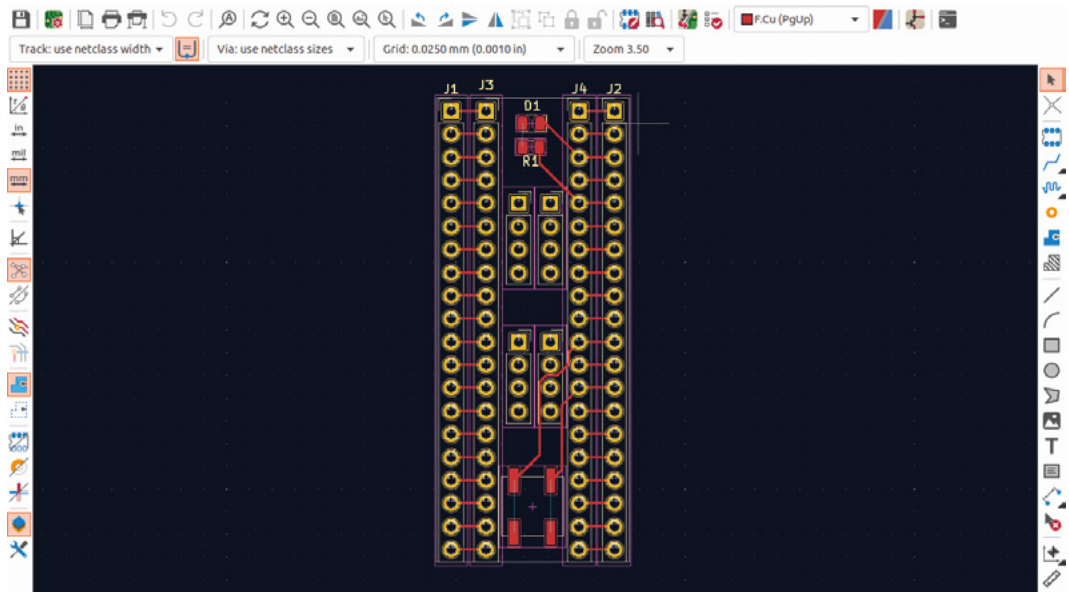 F.Cu (PgUp)
Track: use netclass width Via: use netclass sizes Grid: 0.0250 mm (0.0010 in) Zoom 3.50
in
mil
mm
J1 J3 J4 J2
D1
R1
T